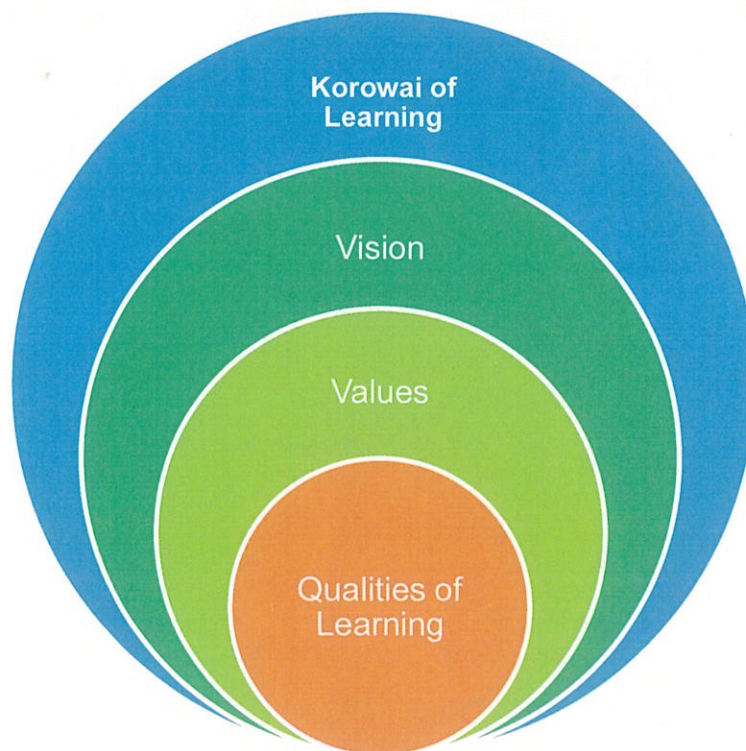 Korowai of
Learning
Vision
Values
Qualities of
Learning